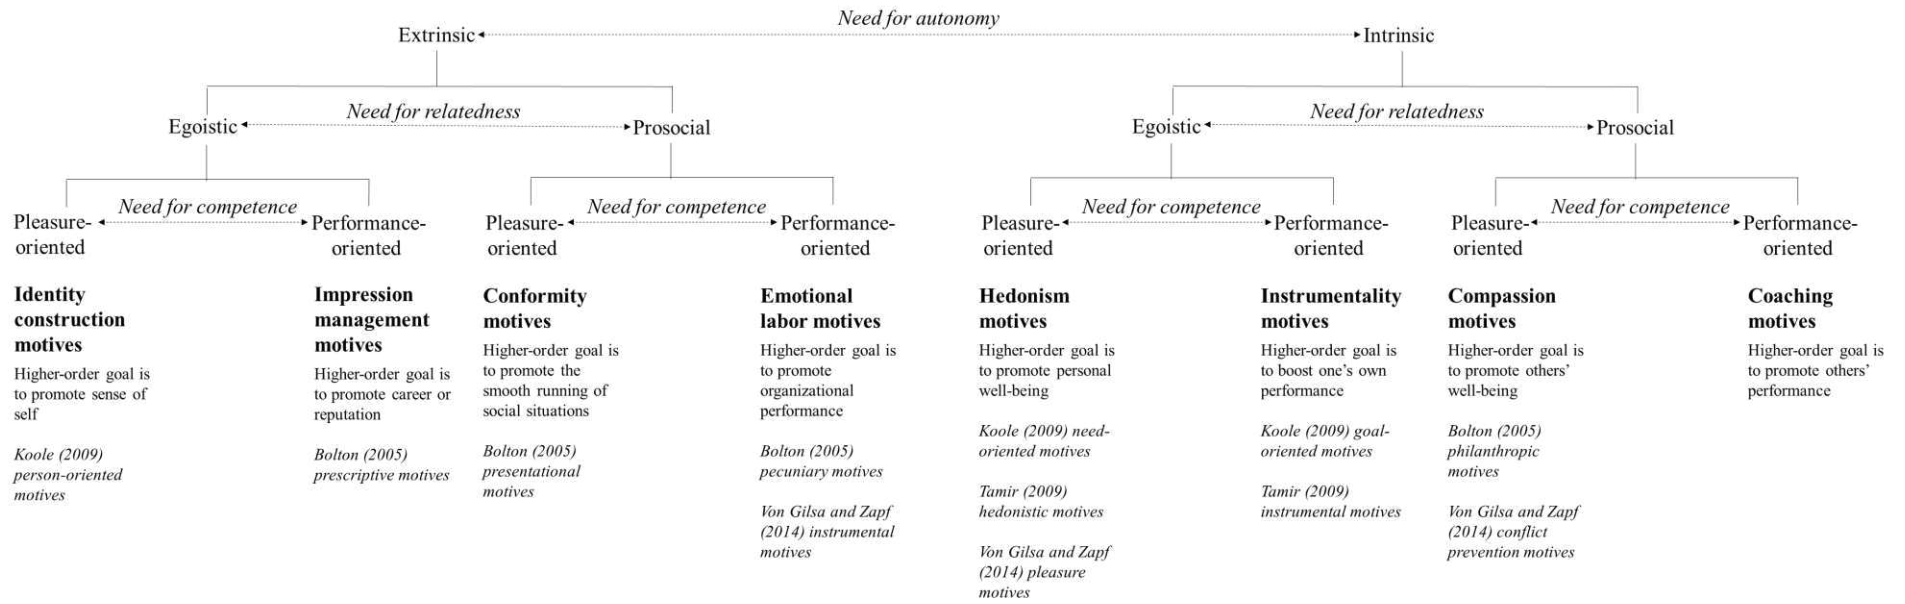 Need for autonomy
Extrinsic
Intrinsic
Need for relatedness
Egoistic
Prosocial
Need for relatedness
Egoistic
Prosocial
Need for competence
Pleasure-
oriented
Performance-
oriented
Need for competence
Pleasure-
oriented
Performance-
oriented
Need for competence
Pleasure-
oriented
Performance-
oriented
Need for competence
Pleasure-
oriented
Performance-
oriented
Identity
construction
motives
Higher-order goal is
to promote sense of
self
Koole (2009)
person-oriented
motives
Impression
management
motives
Higher-order goal is
to promote career or
reputation
Bolton (2005)
prescriptive motives
Conformity
motives
Higher-order goal is
to promote the
smooth running of
social situations
Bolton (2005)
presentational
motives
Emotional
labor motives
Higher-order goal is
to promote
organizational
performance
Bolton (2005)
pecuniary motives
Von Gilsa and Zapf
(2014) instrumental
motives
Hedonism
motives
Higher-order goal is
to promote personal
well-being
Koole (2009) need-
oriented motives
Tamir (2009)
hedonistic motives
Von Gilsa and Zapf
(2014) pleasure
motives
Instrumentality
motives
Higher-order goal is
to boost one’s own
performance
Koole (2009) goal-
oriented motives
Tamir (2009)
instrumental motives
Compassion
motives
Higher-order goal is
to promote others’
well-being
Bolton (2005)
philanthropic
motives
Von Gilsa and Zapf
(2014) conflict
prevention motives
Coaching
motives
Higher-order goal is
to promote others’
performance